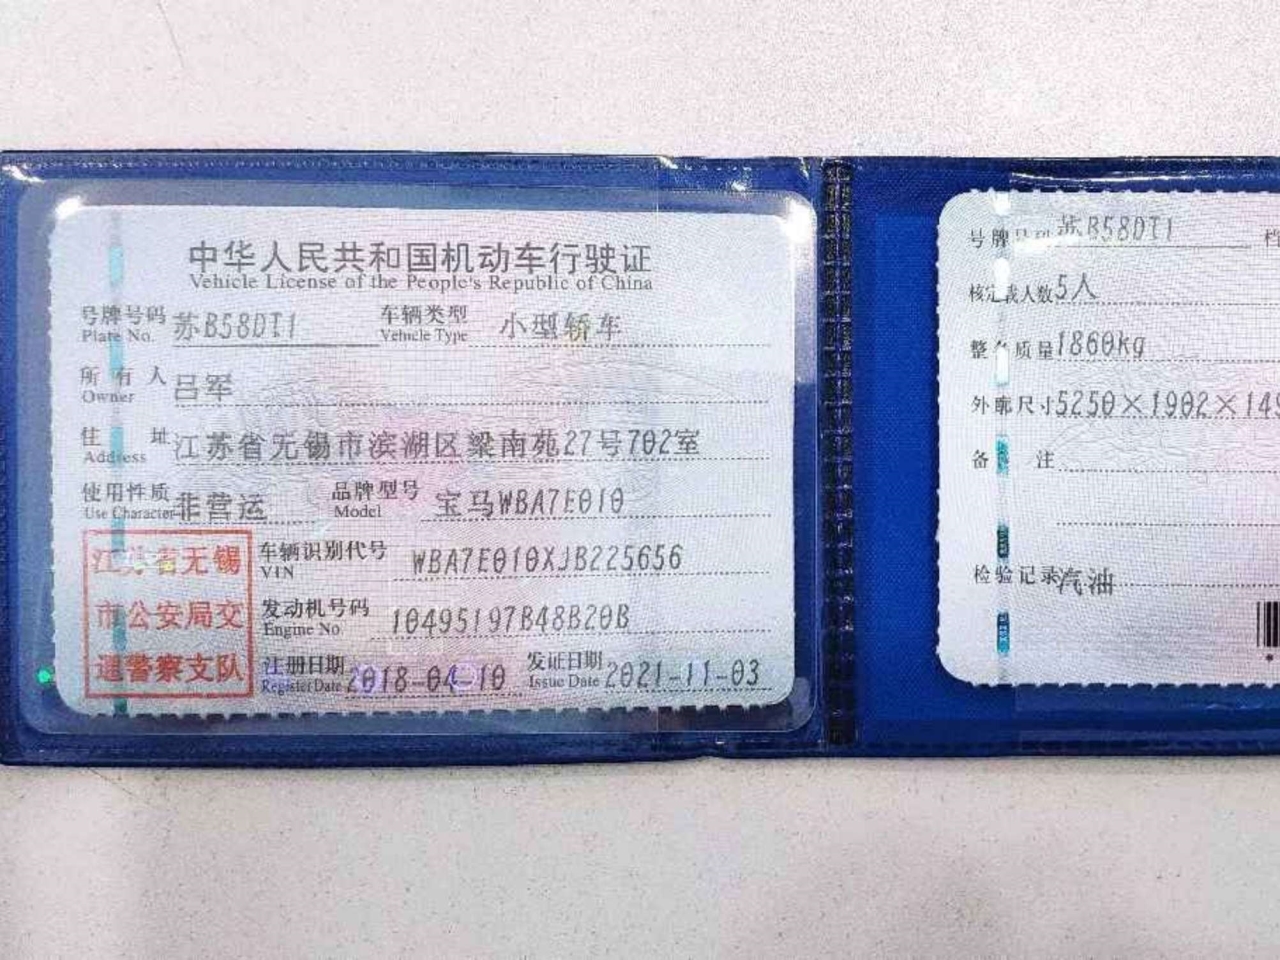 中华人民共和国机动车行驶证
Vehicle License of the People's Republic of China
号牌号码 苏B58DT1 车辆类型 小型轿车
Plate No. Vehicle Type
所有人 吕军
Owner
住址 江苏省无锡市滨湖区梁南苑27号702室
Address
使用性质 非营运 品牌型号 宝马WBA7E010
Use Character Model
江苏省无锡
市公安局交
通警察支队
车辆识别代号 WBA7E010XJB225656
VIN
发动机号码 10495197B48B20B
Engine No.
注册日期 2018-04-10 发证日期 2021-11-03
Register Date Issue Date
号牌号码 苏B58DT1 档
核定载人数 5人
整备质量 1860kg
外廓尺寸 5250×1902×149
备注
检验记录 汽油